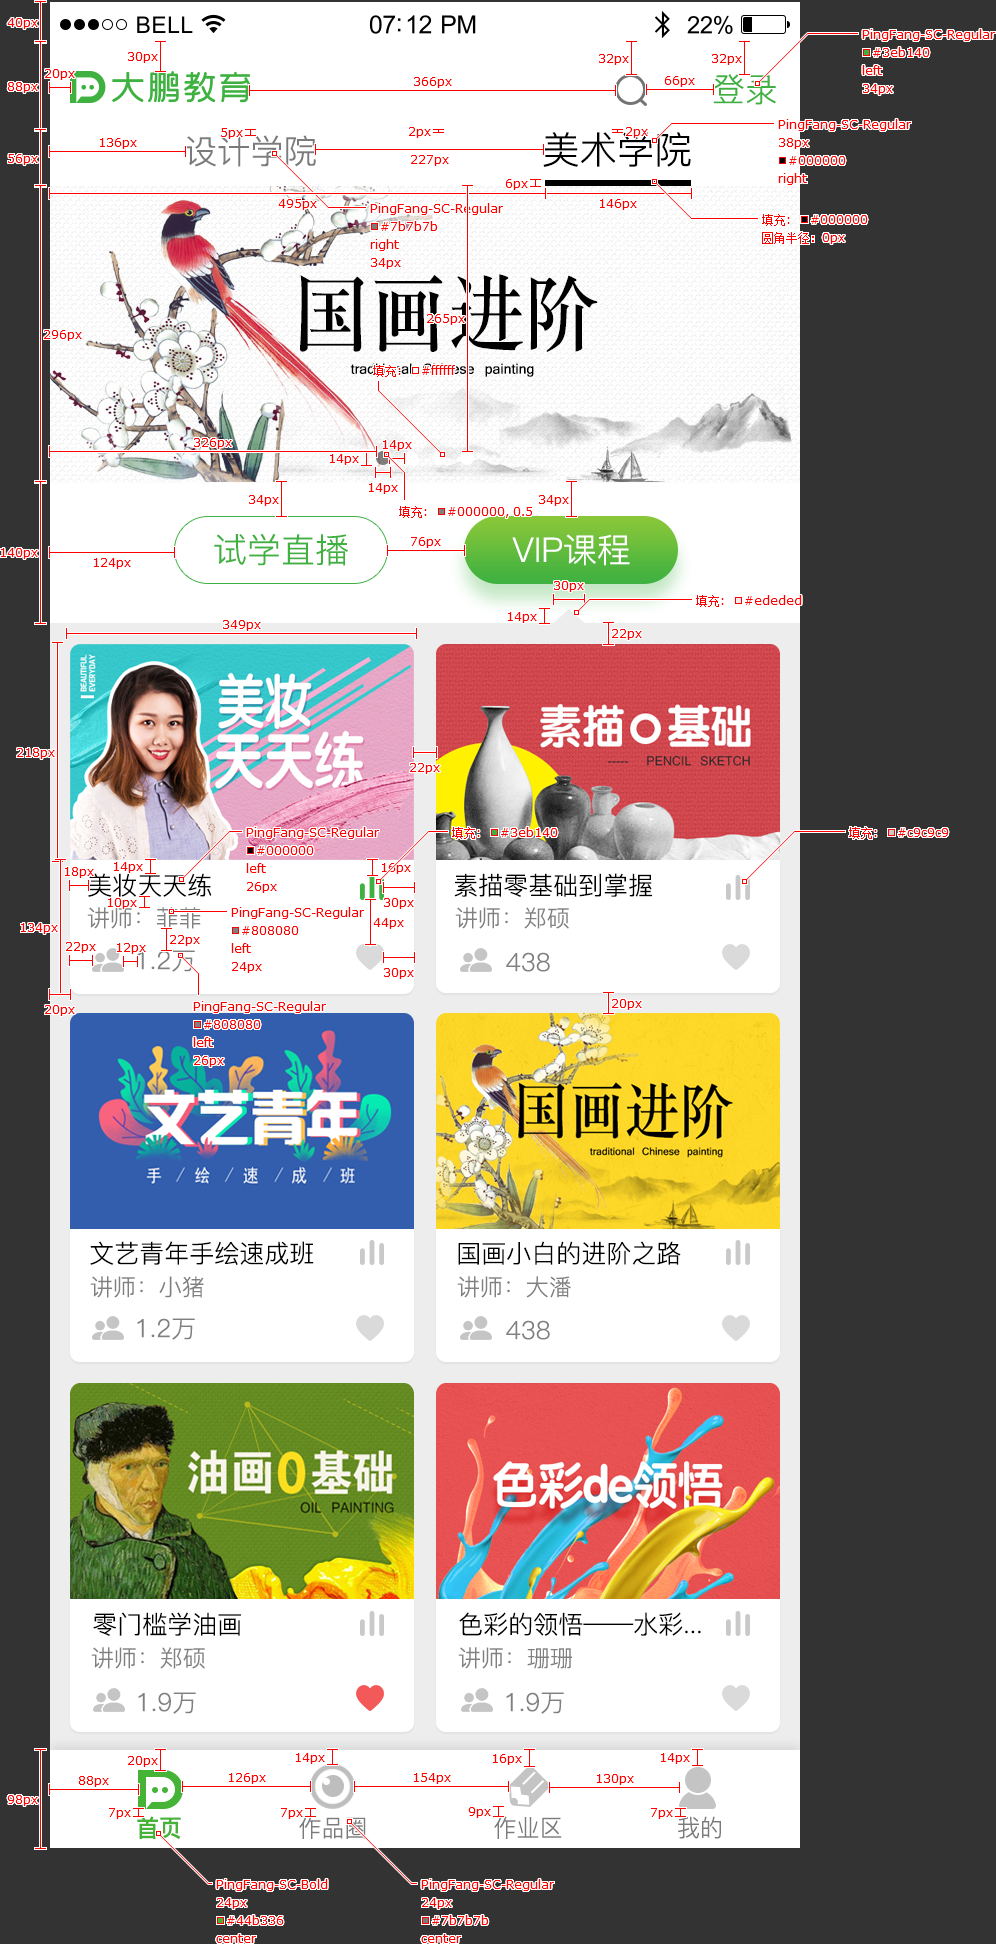 40px
BELL
07:12 PM
22%
PingFang-SC-Regular
#3eb140
left
34px
30px
32px
32px
20px
88px
大鹏教育
366px
66px
登录
5px
2px
2px
136px
设计学院
227px
美术学院
56px
PingFang-SC-Regular
38px
#000000
right
6px
495px
146px
PingFang-SC-Regular
#7b7b7b
right
34px
填充: #000000
圆角半径: 0px
国画进阶
265px
296px
填充: #ffffff
painting
326px
14px
14px
14px
34px
34px
填充: #000000, 0.5
140px
124px
试学直播
76px
VIP课程
30px
填充: #ededed
14px
349px
22px
BEAUTIFUL
EVERYDAY
美妆
天天练
素描O基础
PENCIL SKETCH
218px
22px
PingFang-SC-Regular
#000000
left
26px
填充: #3eb140
填充: #c9c9c9
14px
16px
18px
美妆天天练
30px
10px
讲师: 菲菲
PingFang-SC-Regular
#808080
left
24px
44px
134px
22px
12px
22px
1.2万
30px
素描零基础到掌握
讲师: 郑硕
438
20px
20px
PingFang-SC-Regular
#808080
left
26px
文艺青年
手 / 绘 / 速 / 成 / 班
国画进阶
traditional Chinese painting
文艺青年手绘速成班
讲师: 小猪
1.2万
国画小白的进阶之路
讲师: 大潘
438
油画0基础
OIL PAINTING
色彩de领悟
零门槛学油画
讲师: 郑硕
1.9万
色彩的领悟——水彩...
讲师: 珊珊
1.9万
20px
14px
16px
14px
88px
126px
154px
130px
98px
7px
7px
9px
7px
首页
作品圈
作业区
我的
PingFang-SC-Bold
24px
#44b336
center
PingFang-SC-Regular
24px
#7b7b7b
center